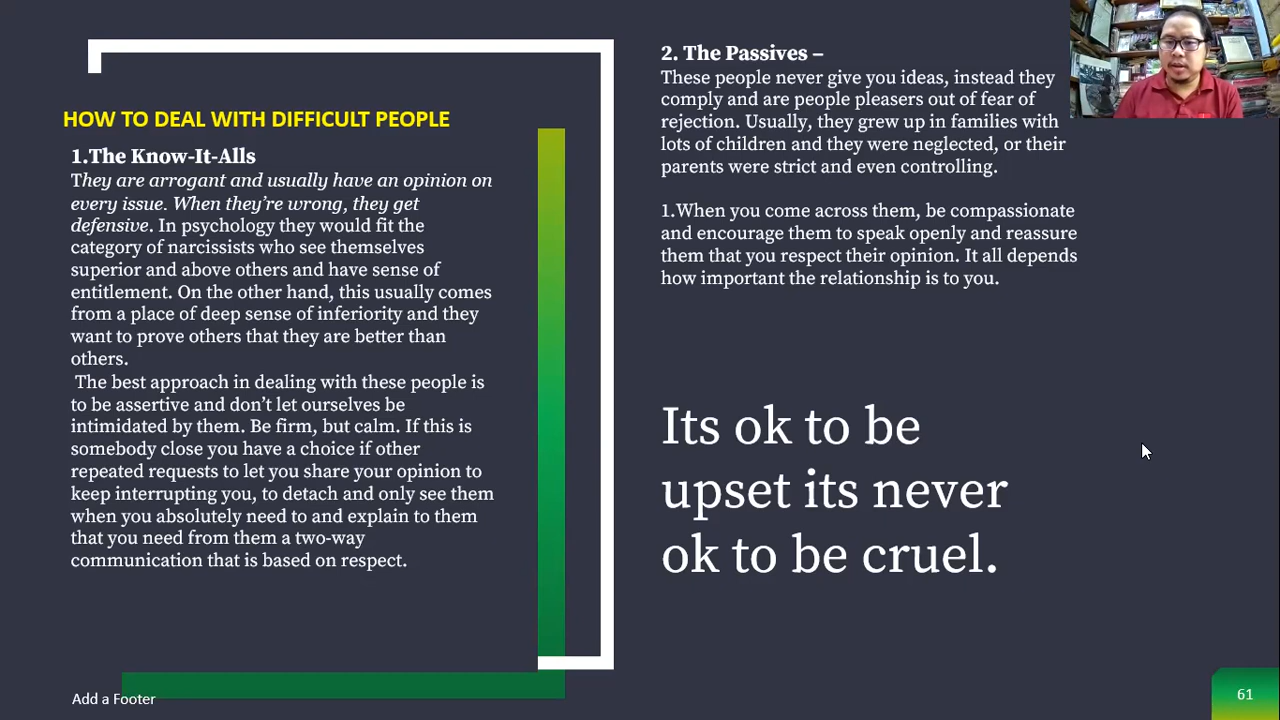 HOW TO DEAL WITH DIFFICULT PEOPLE
1.The Know-It-Alls
They are arrogant and usually have an opinion on
every issue. When they're wrong, they get
defensive. In psychology they would fit the
category of narcissists who see themselves
superior and above others and have sense of
entitlement. On the other hand, this usually comes
from a place of deep sense of inferiority and they
want to prove others that they are better than
others.
The best approach in dealing with these people is
to be assertive and don't let ourselves be
intimidated by them. Be firm, but calm. If this is
somebody close you have a choice if other
repeated requests to let you share your opinion to
keep interrupting you, to detach and only see them
when you absolutely need to and explain to them
that you need from them a two-way
communication that is based on respect.
2. The Passives –
These people never give you ideas, instead they
comply and are people pleasers out of fear of
rejection. Usually, they grew up in families with
lots of children and they were neglected, or their
parents were strict and even controlling.
1.When you come across them, be compassionate
and encourage them to speak openly and reassure
them that you respect their opinion. It all depends
how important the relationship is to you.
Its ok to be
upset its never
ok to be cruel.
Add a Footer
61